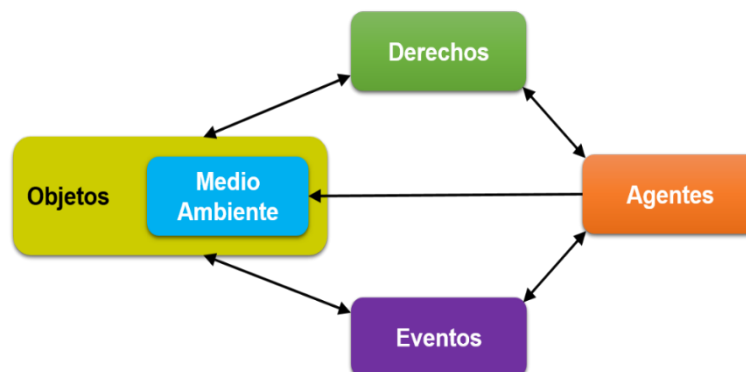 Derechos
Objetos
Medio
Ambiente
Agentes
Eventos